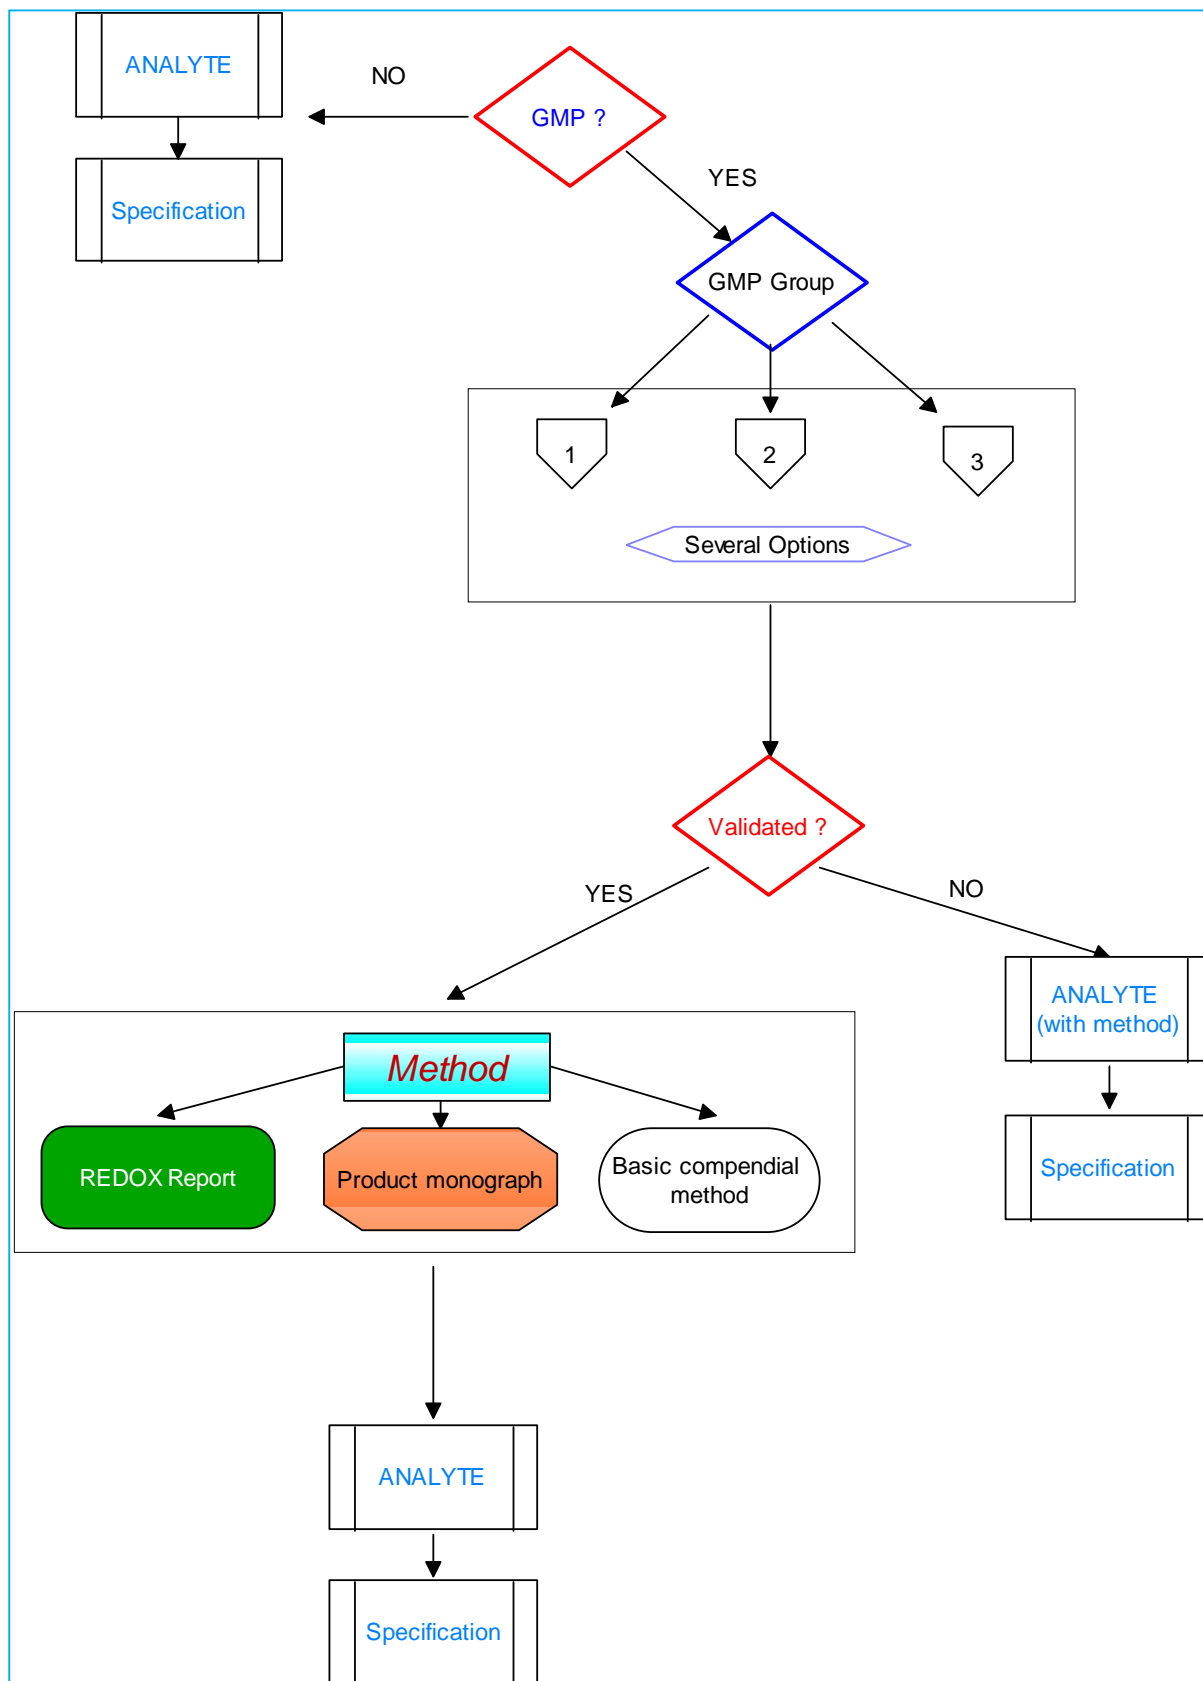 ANALYTE
NO
GMP ?
YES
Specification
GMP Group
1
2
3
Several Options
Validated ?
YES
NO
ANALYTE
(with method)
Method
REDOX Report
Product monograph
Basic compendial
method
Specification
ANALYTE
Specification